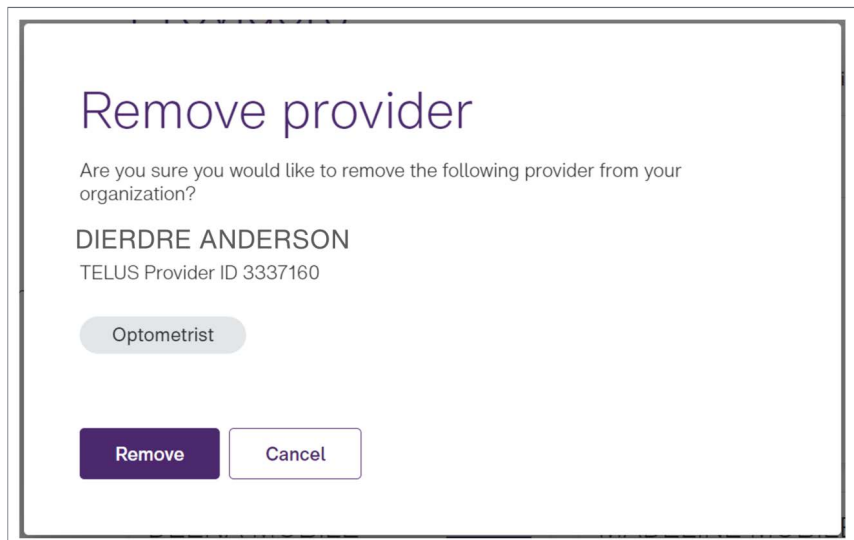 Remove provider
Are you sure you would like to remove the following provider from your
organization?
DIERDRE ANDERSON
TELUS Provider ID 3337160
Optometrist
Remove
Cancel